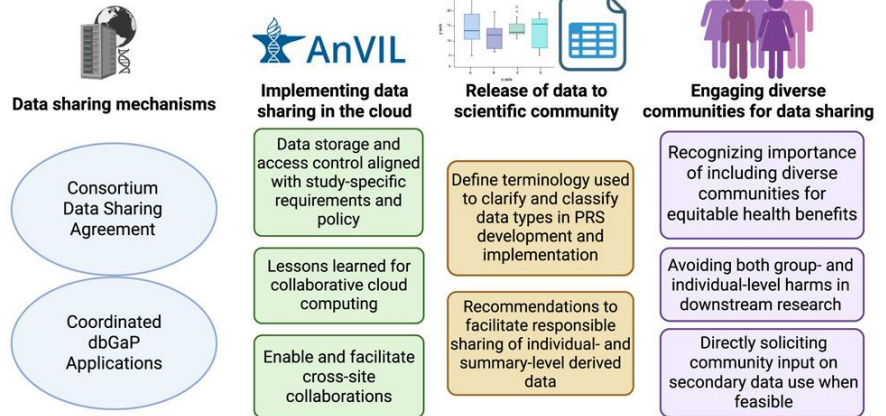 AnVIL
Data sharing mechanisms
Consortium
Data Sharing
Agreement
Coordinated
dbGaP
Applications
Implementing data
sharing in the cloud
Data storage and
access control aligned
with study-specific
requirements and
policy
Lessons learned for
collaborative cloud
computing
Enable and facilitate
cross-site
collaborations
Release of data to
scientific community
Define terminology used
to clarify and classify
data types in PRS
development and
implementation
Recommendations to
facilitate responsible
sharing of individual- and
summary-level derived
data
Engaging diverse
communities for data sharing
Recognizing importance
of including diverse
communities for
equitable health benefits
Avoiding both group- and
individual-level harms in
downstream research
Directly soliciting
community input on
secondary data use when
feasible